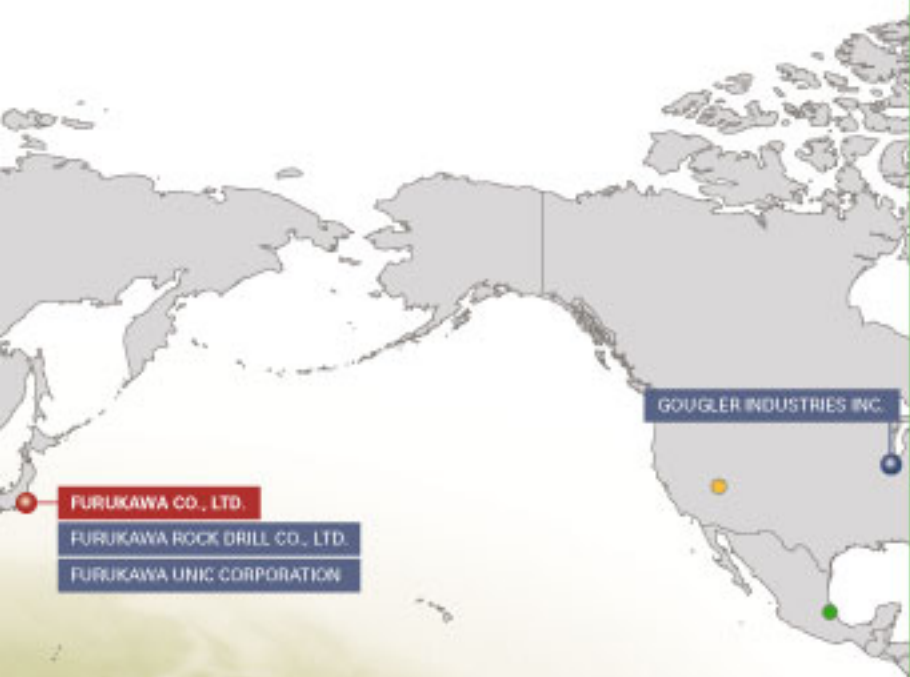 GOUGLER INDUSTRIES INC.
FURUKAWA CO., LTD.
FURUKAWA ROCK DRILL CO., LTD.
FURUKAWA UNIC CORPORATION